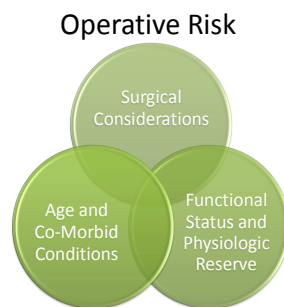 Operative Risk
Surgical
Considerations
Age and
Co-Morbid
Conditions
Functional
Status and
Physiologic
Reserve